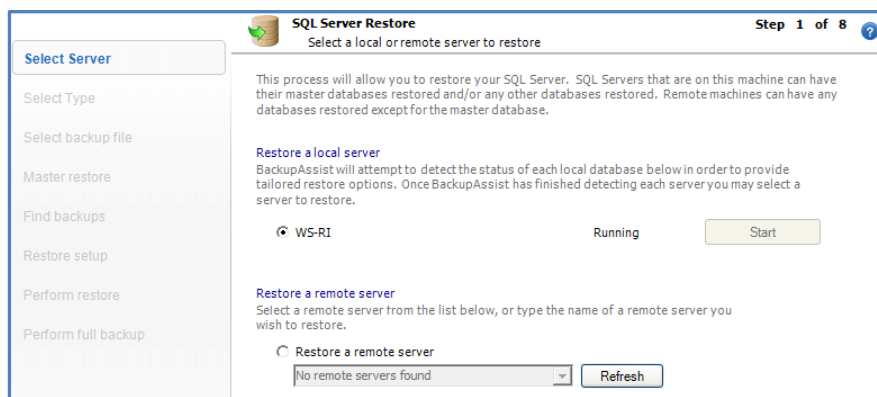 SQL Server Restore
Step 1 of 8
Select a local or remote server to restore
?
Select Server
Select Type
Select backup file
Master restore
Find backups
Restore setup
Perform restore
Perform full backup
This process will allow you to restore your SQL Server. SQL Servers that are on this machine can have
their master databases restored and/or any other databases restored. Remote machines can have any
databases restored except for the master database.
Restore a local server
BackupAssist will attempt to detect the status of each local database below in order to provide
tailored restore options. Once BackupAssist has finished detecting each server you may select a
server to restore.
WS-RI
Running
Start
Restore a remote server
Select a remote server from the list below, or type the name of a remote server you
wish to restore.
Restore a remote server
No remote servers found
Refresh